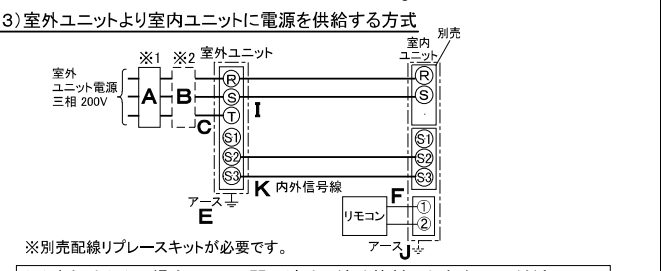 3)室外ユニットより室内ユニットに電源を供給する方式
別売
※1 ※2 室外ユニット
室内
ユニット
室外
ユニット電源
三相 200V
A B C
R R
S S
T
I
S1 S1
S2 S2
S3 S3
K 内外信号線
アース
E
F
リモコン
①
②
アース J
※別売配線リプレースキットが必要です。